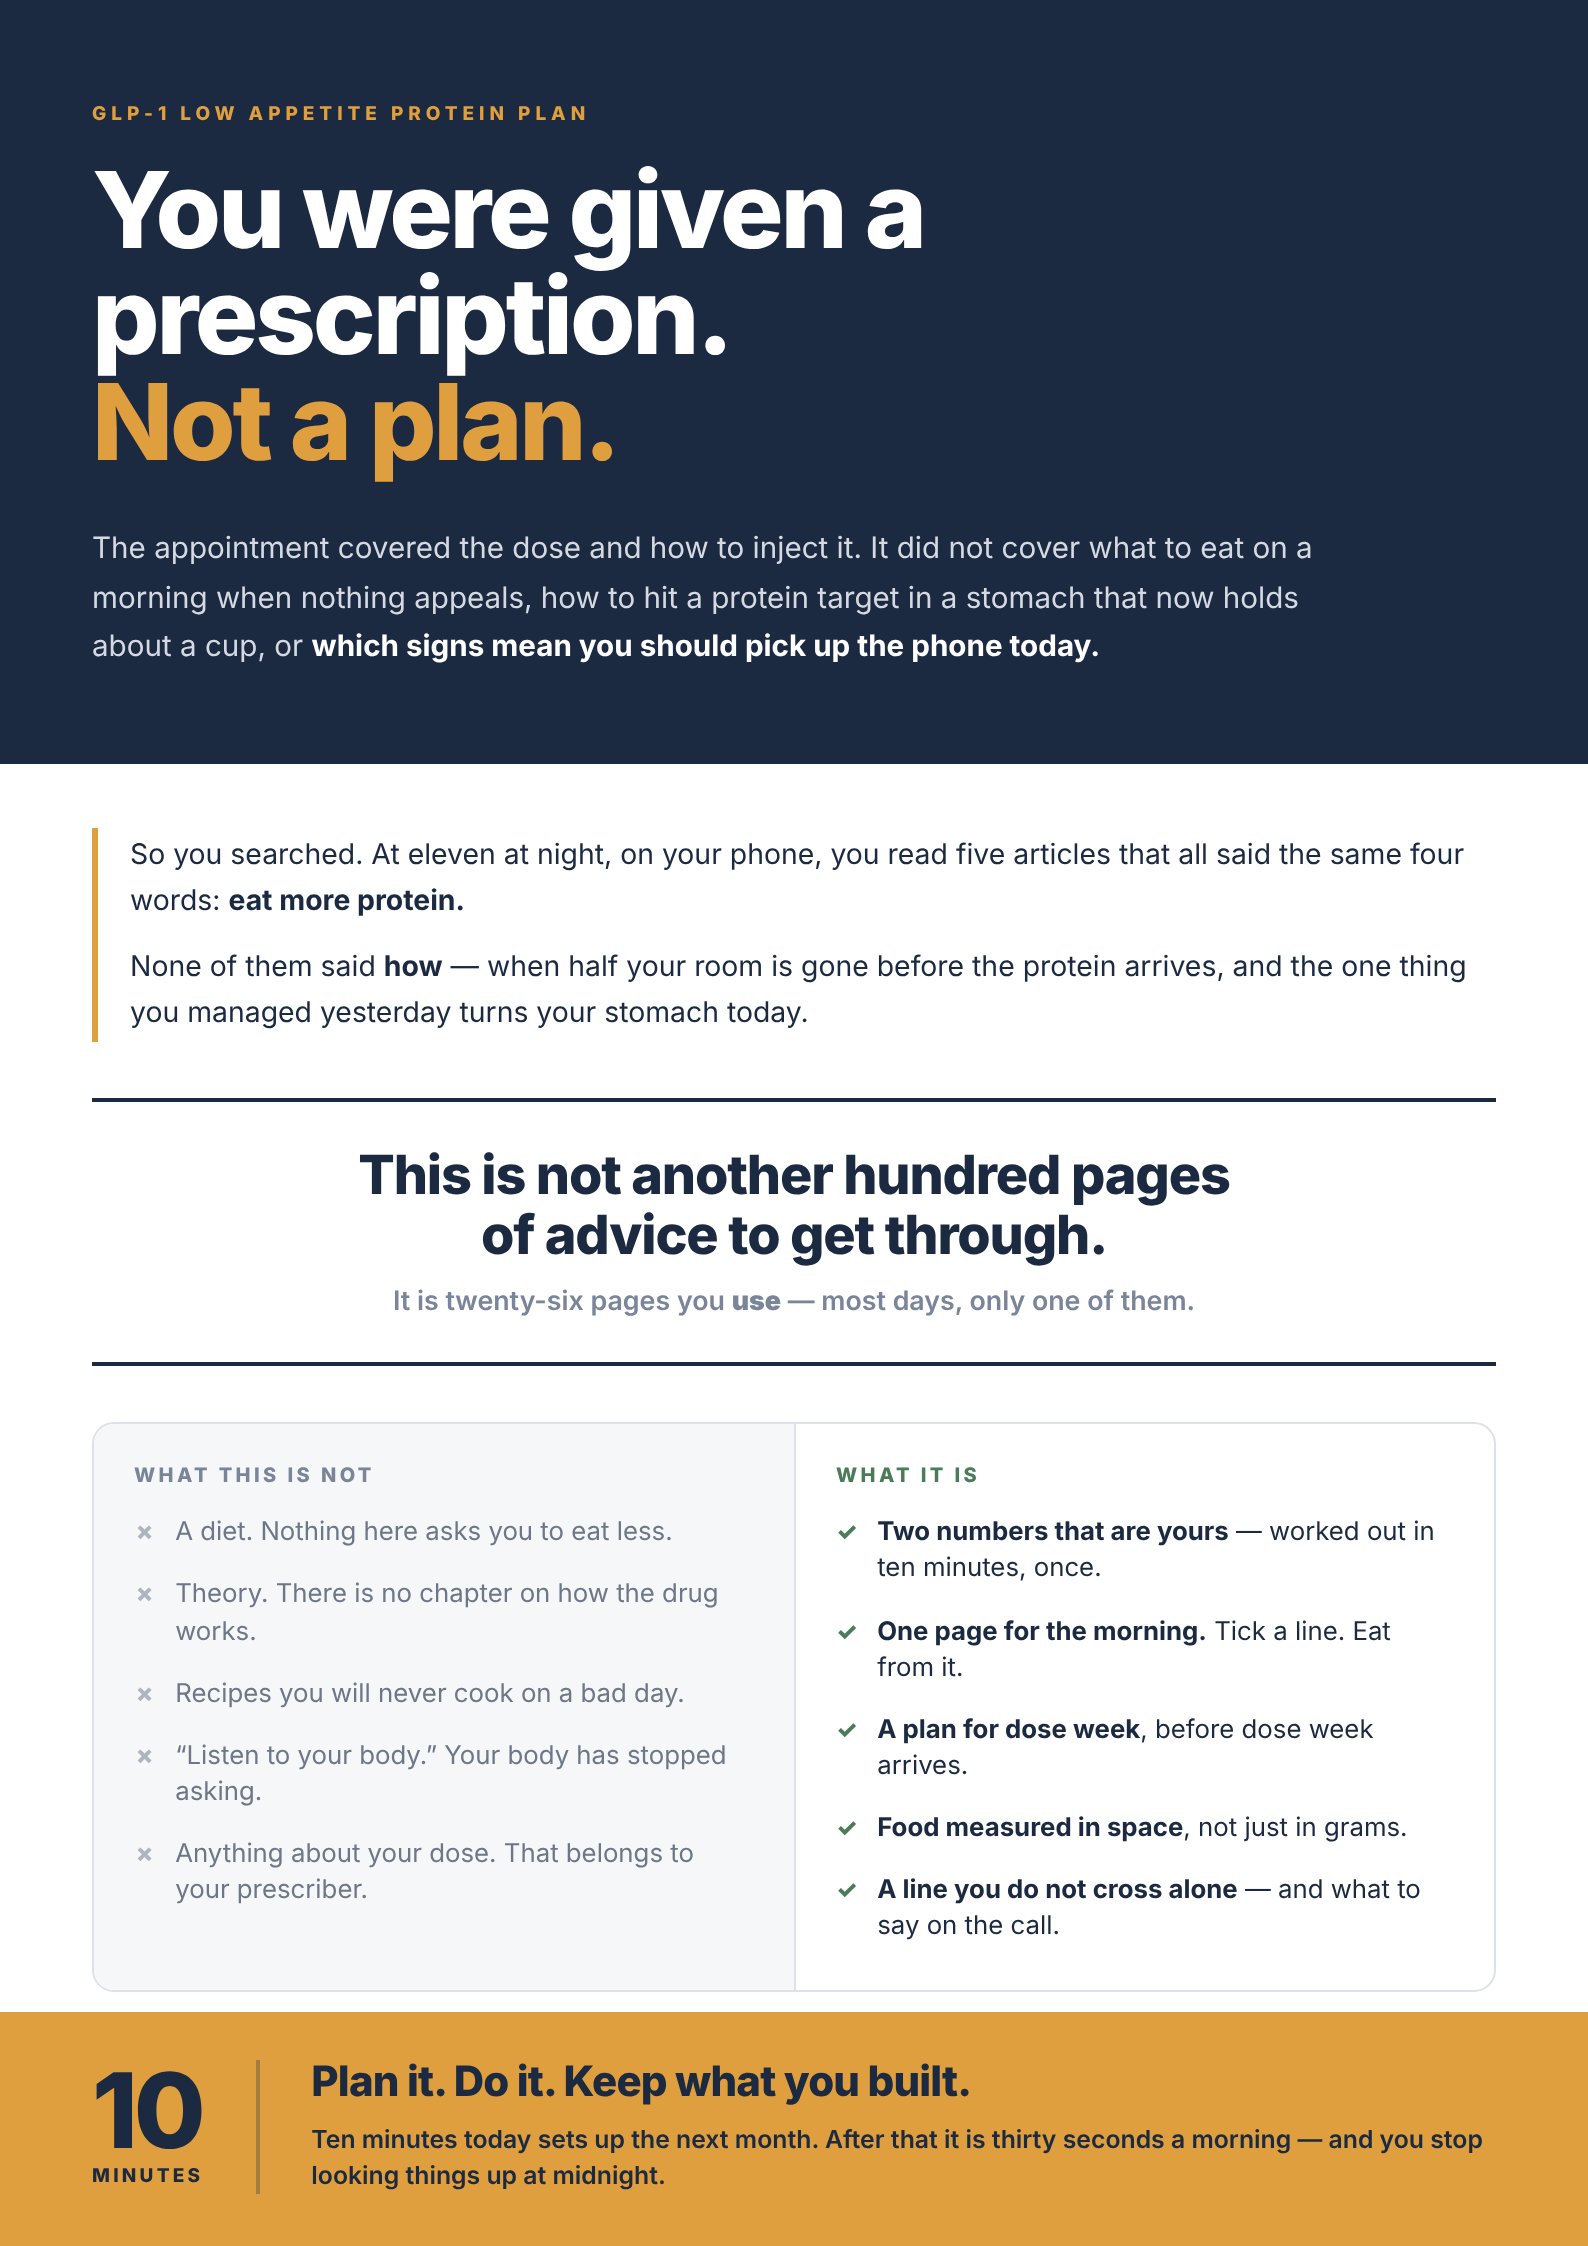 GLP-1 LOW APPETITE PROTEIN PLAN
You were given a
prescription.
Not a plan.
The appointment covered the dose and how to inject it. It did not cover what to eat on a
morning when nothing appeals, how to hit a protein target in a stomach that now holds
about a cup, or which signs mean you should pick up the phone today.
So you searched. At eleven at night, on your phone, you read five articles that all said the same four
words: eat more protein.
None of them said how — when half your room is gone before the protein arrives, and the one thing
you managed yesterday turns your stomach today.
This is not another hundred pages
of advice to get through.
It is twenty-six pages you use — most days, only one of them.
WHAT THIS IS NOT
× A diet. Nothing here asks you to eat less.
× Theory. There is no chapter on how the drug
works.
× Recipes you will never cook on a bad day.
× “Listen to your body.” Your body has stopped
asking.
× Anything about your dose. That belongs to
your prescriber.
WHAT IT IS
✓ Two numbers that are yours — worked out in
ten minutes, once.
✓ One page for the morning. Tick a line. Eat
from it.
✓ A plan for dose week, before dose week
arrives.
✓ Food measured in space, not just in grams.
✓ A line you do not cross alone — and what to
say on the call.
10
MINUTES
Plan it. Do it. Keep what you built.
Ten minutes today sets up the next month. After that it is thirty seconds a morning — and you stop
looking things up at midnight.